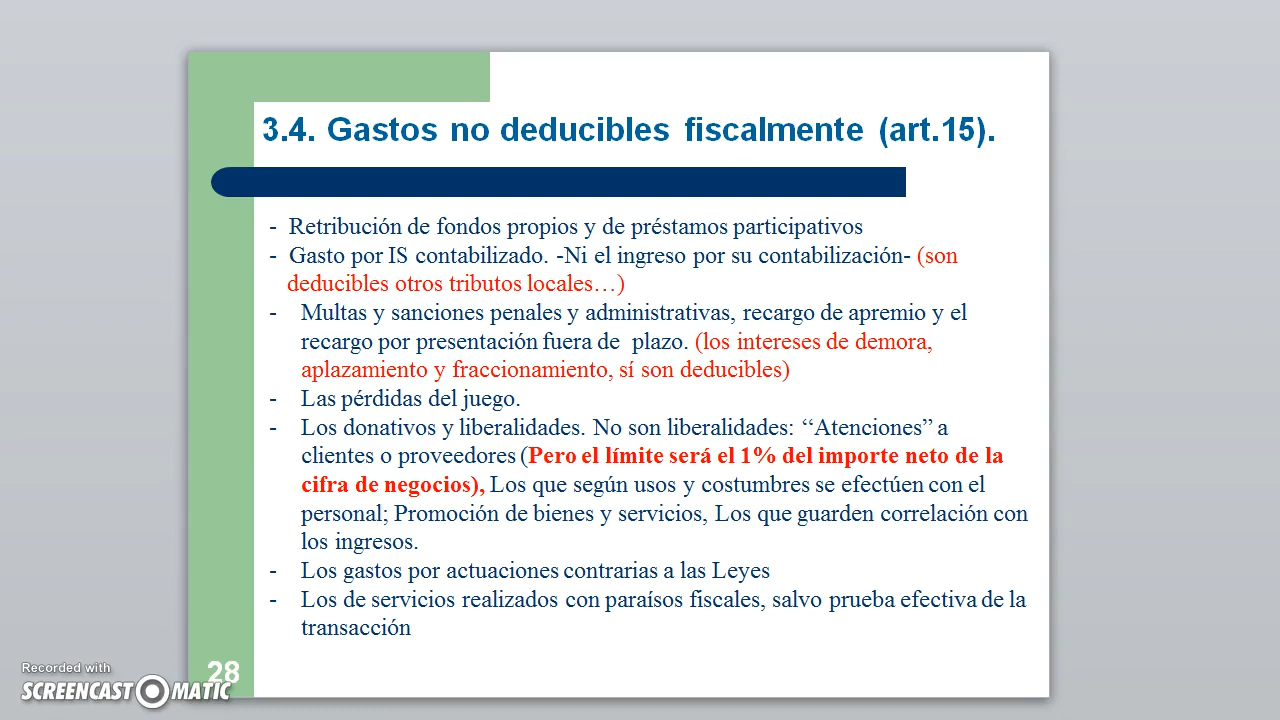 3.4. Gastos no deducibles fiscalmente (art.15).
- Retribución de fondos propios y de préstamos participativos
- Gasto por IS contabilizado. -Ni el ingreso por su contabilización- (son
deducibles otros tributos locales…)
- Multas y sanciones penales y administrativas, recargo de apremio y el
recargo por presentación fuera de plazo. (los intereses de demora,
aplazamiento y fraccionamiento, sí son deducibles)
- Las pérdidas del juego.
- Los donativos y liberalidades. No son liberalidades: ‘‘Atenciones” a
clientes o proveedores (Pero el límite será el 1% del importe neto de la
cifra de negocios), Los que según usos y costumbres se efectúen con el
personal; Promoción de bienes y servicios, Los que guarden correlación con
los ingresos.
- Los gastos por actuaciones contrarias a las Leyes
- Los de servicios realizados con paraísos fiscales, salvo prueba efectiva de la
transacción
28
Recorded with
SCREENCAST MATIC